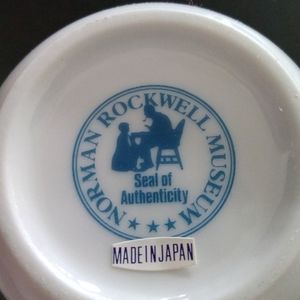 NORMAN ROCKWELL MUSEUM
Seal of
Authenticity
MADE IN JAPAN